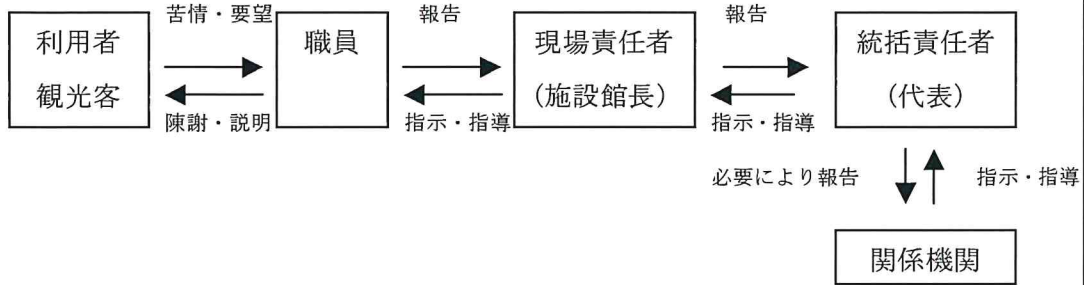 苦情・要望
報告
報告
利用者
観光客
職員
現場責任者
(施設館長)
統括責任者
(代表)
陳謝・説明
指示・指導
指示・指導
必要により報告
指示・指導
関係機関